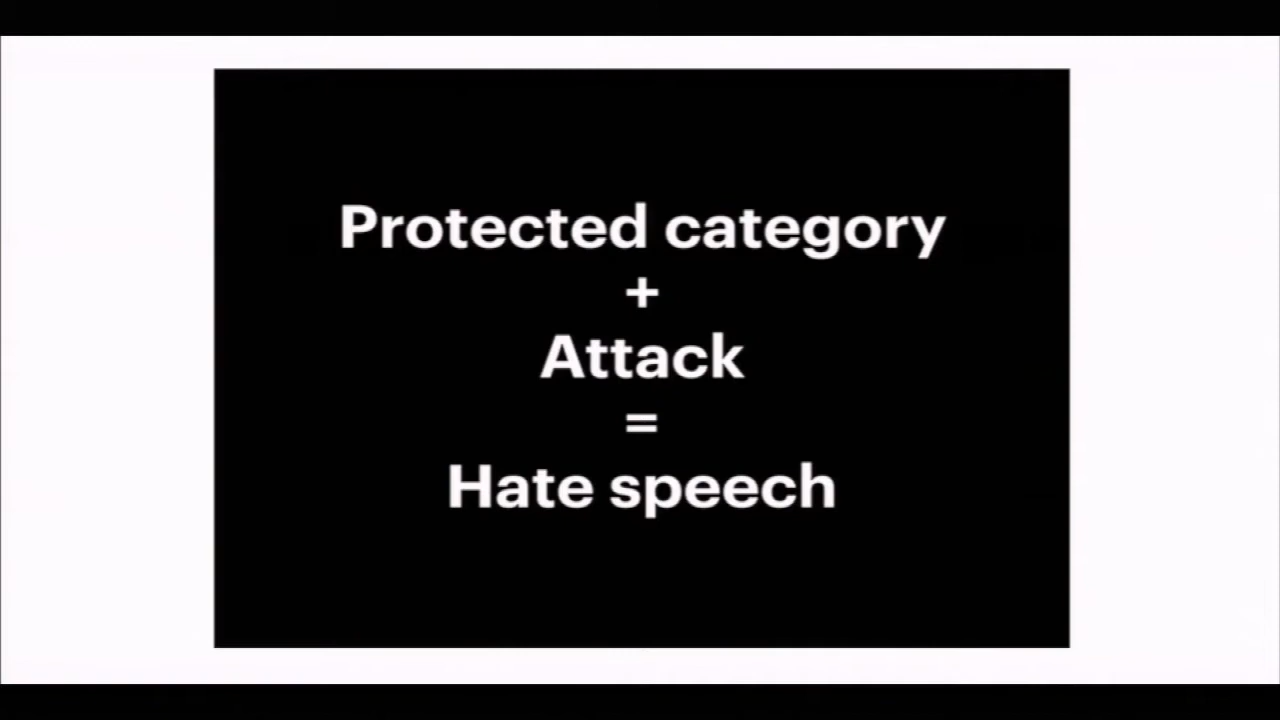 Protected category
+
Attack
=
Hate speech